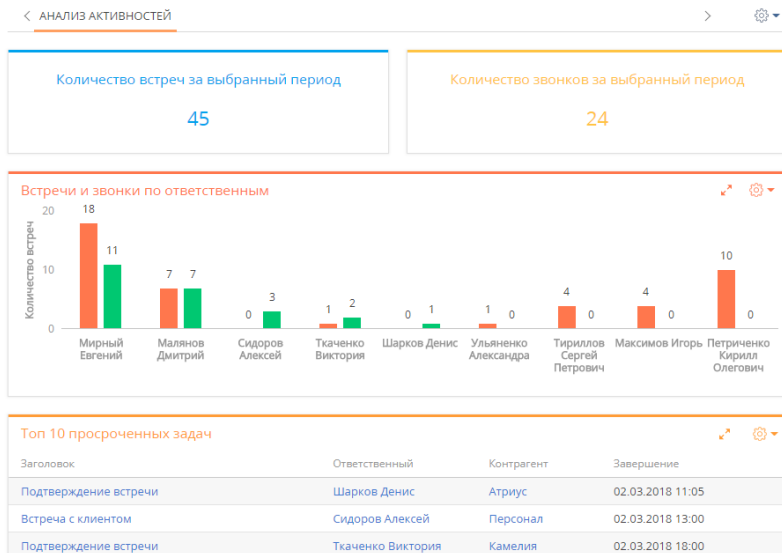 АНАЛИЗ АКТИВНОСТЕЙ
Количество встреч за выбранный период
45
Количество звонков за выбранный период
24
Встречи и звонки по ответственным
Количество встреч
20
10
0
18 11
7 7
0 3
1 2
0 1
1 0
4 0
4 0
10 0
Мирный
Евгений
Малянов
Дмитрий
Сидоров
Алексей
Ткаченко
Виктория
Шарков Денис
Ульяненко
Александра
Тириллов
Сергей
Петрович
Максимов Игорь
Петриченко
Кирилл
Олегович
Топ 10 просроченных задач
Заголовок Ответственный Контрагент Завершение
Подтверждение встречи Шарков Денис Атриус 02.03.2018 11:05
Встреча с клиентом Сидоров Алексей Персонал 02.03.2018 13:00
Подтверждение встречи Ткаченко Виктория Камелия 02.03.2018 18:00